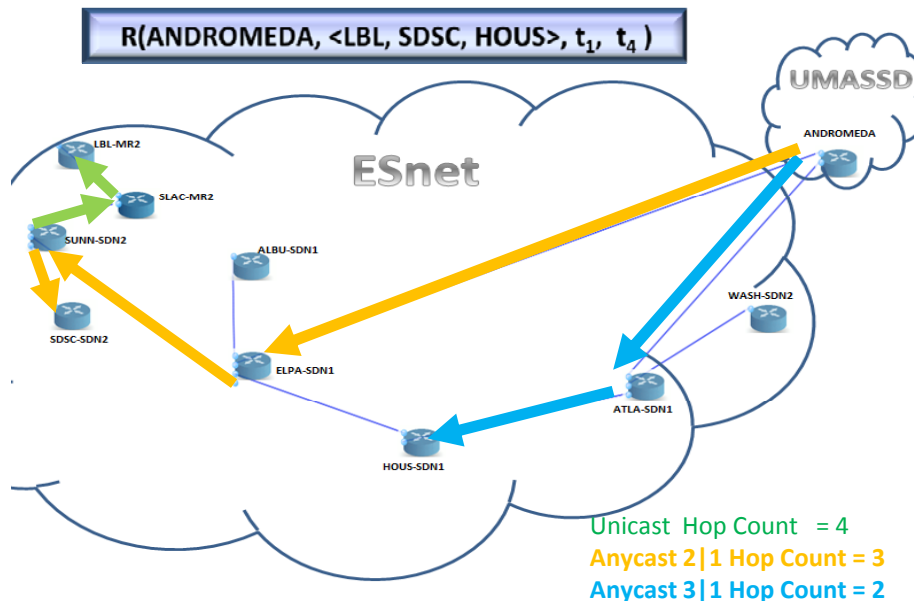 R(ANDROMEDA, <LBL, SDSC, HOUS>, t₁, t₄ )
UMASSD
ANDROMEDA
LBL-MR2
ESnet
SLAC-MR2
SUNN-SDN2
ALBU-SDN1
WASH-SDN2
SDSC-SDN2
ELPA-SDN1
ATLA-SDN1
HOUS-SDN1
Unicast Hop Count = 4
Anycast 2|1 Hop Count = 3
Anycast 3|1 Hop Count = 2